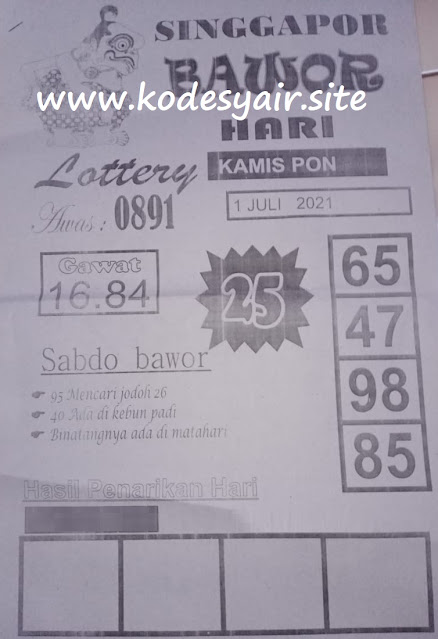 SINGGAPOR
BAWOR
www.kodesyair.site
HARI
Lottery
KAMIS PON
Awas : 0891
1 JULI 2021
Gawat
16.84
25
65
47
98
85
Sabdo bawor
95 Mencari jodoh 26
40 Ada di kebun padi
Binatangnya ada di matahari
Hasil Penarikan Hari